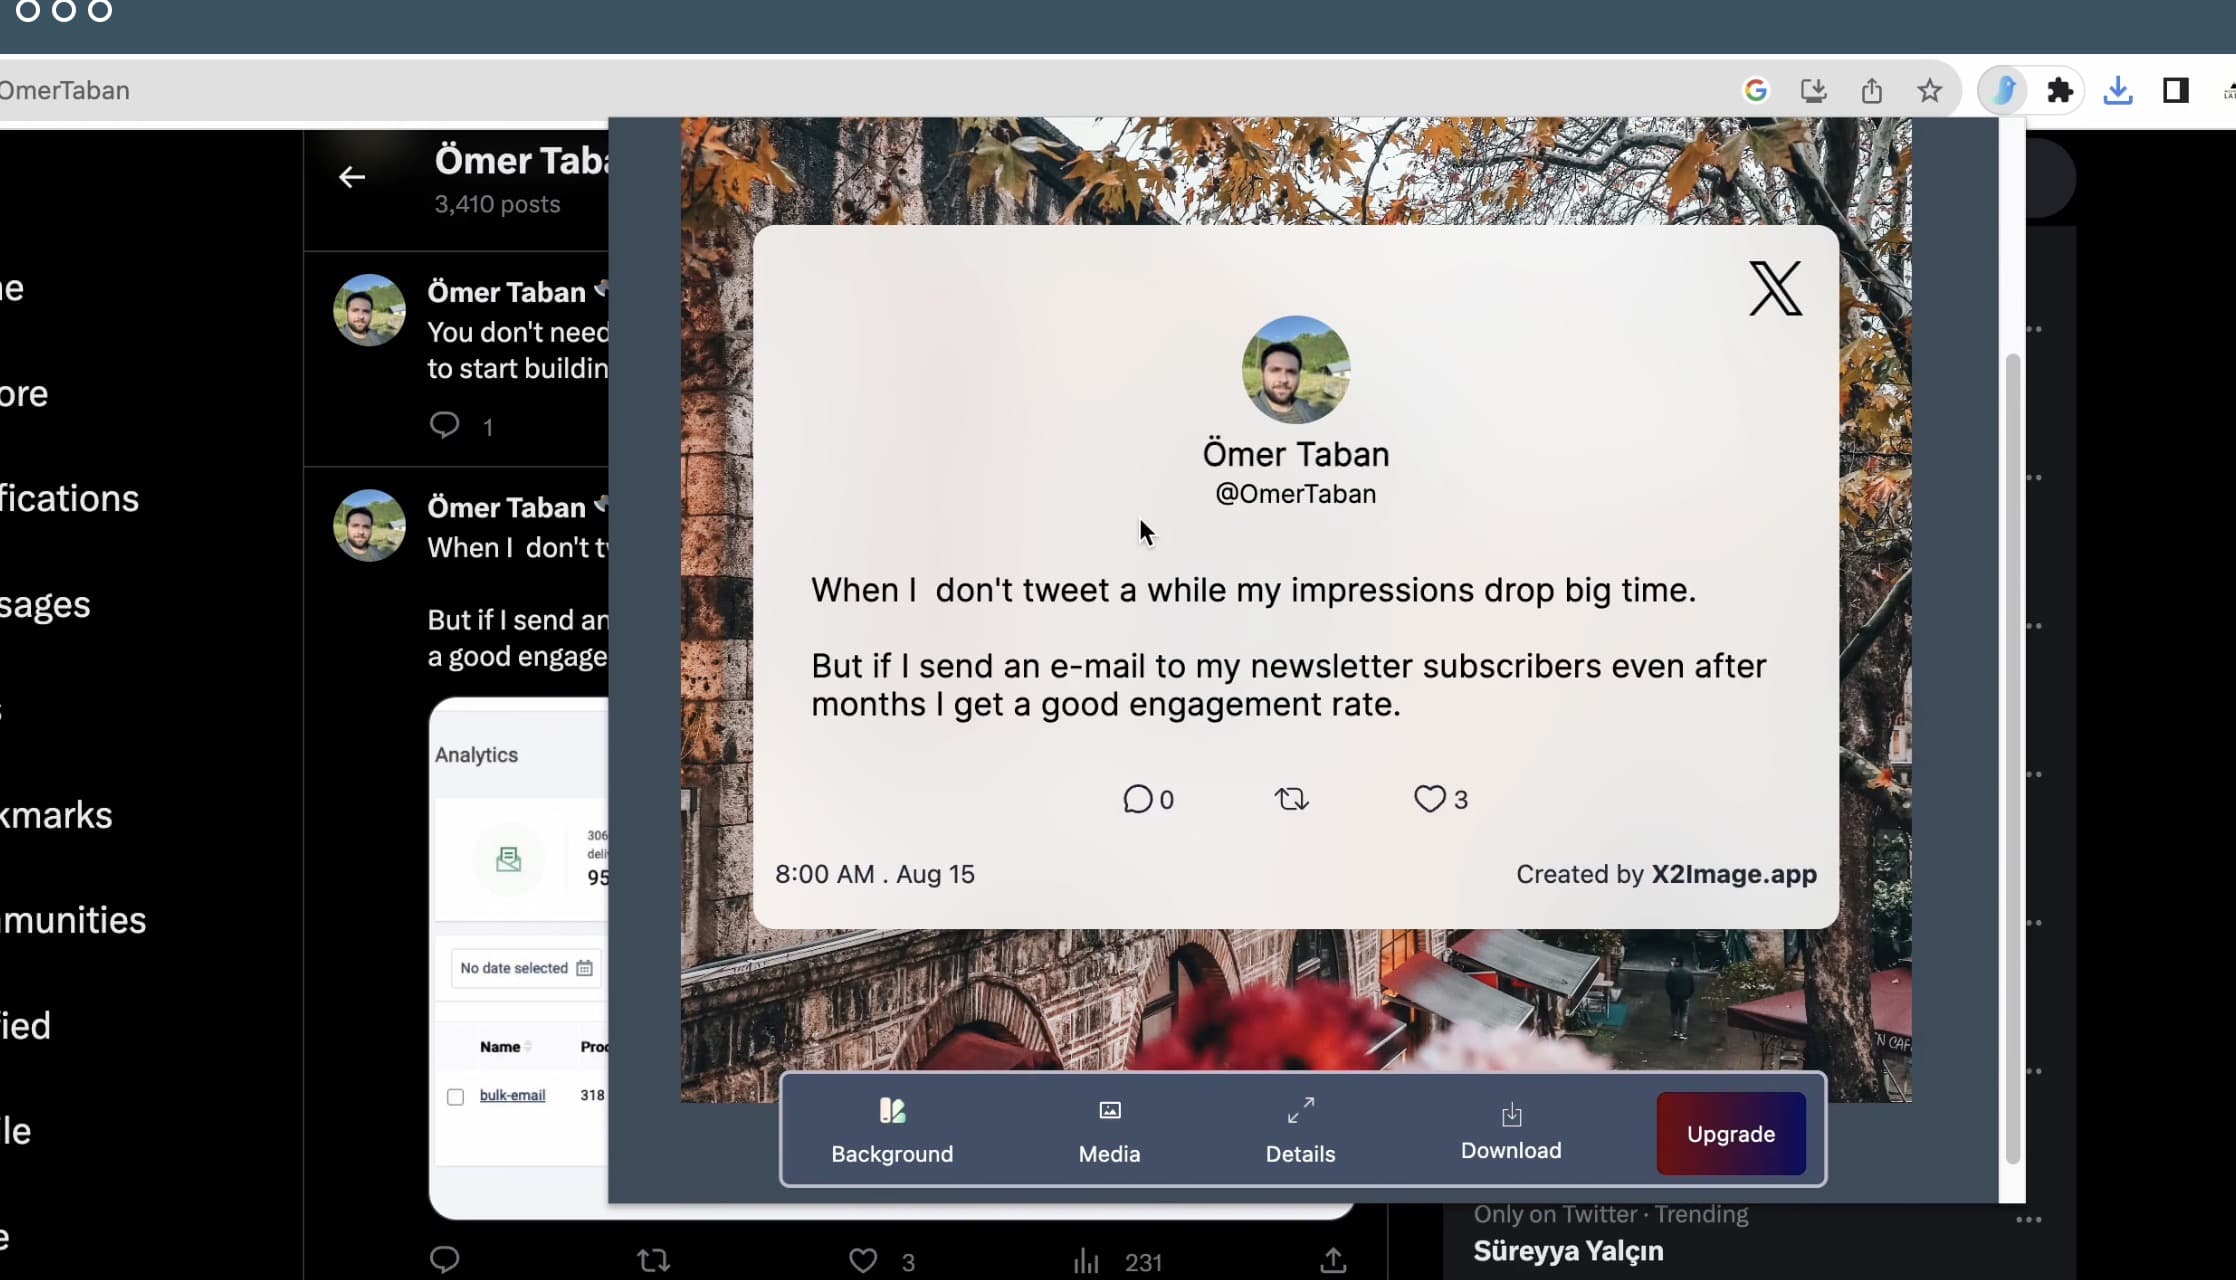 OmerTaban
Ömer Taba
3,410 posts
Ömer Taban
You don't need
to start buildin
1
Ömer Taban
When I  don't tw
But if I send an
a good engage
Analytics
306
deli
95
No date selected
Name
Proc
bulk-email
318
3
231
e
ore
fications
sages
s
kmarks
munities
ied
le
e
Ömer Taban
@OmerTaban
When I  don't tweet a while my impressions drop big time.
But if I send an e-mail to my newsletter subscribers even after
months I get a good engagement rate.
0
3
8:00 AM . Aug 15
Created by X2Image.app
Background
Media
Details
Download
Upgrade
Only on Twitter · Trending
Süreyya Yalçın